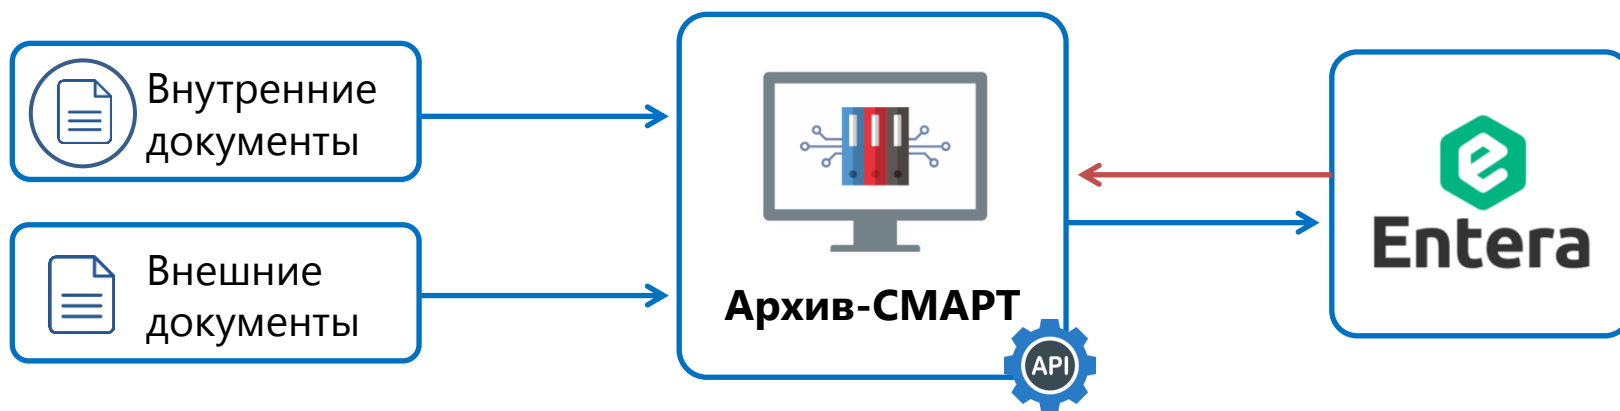 Внутренние
документы
Внешние
документы
Архив-СМАРТ
API
Entera